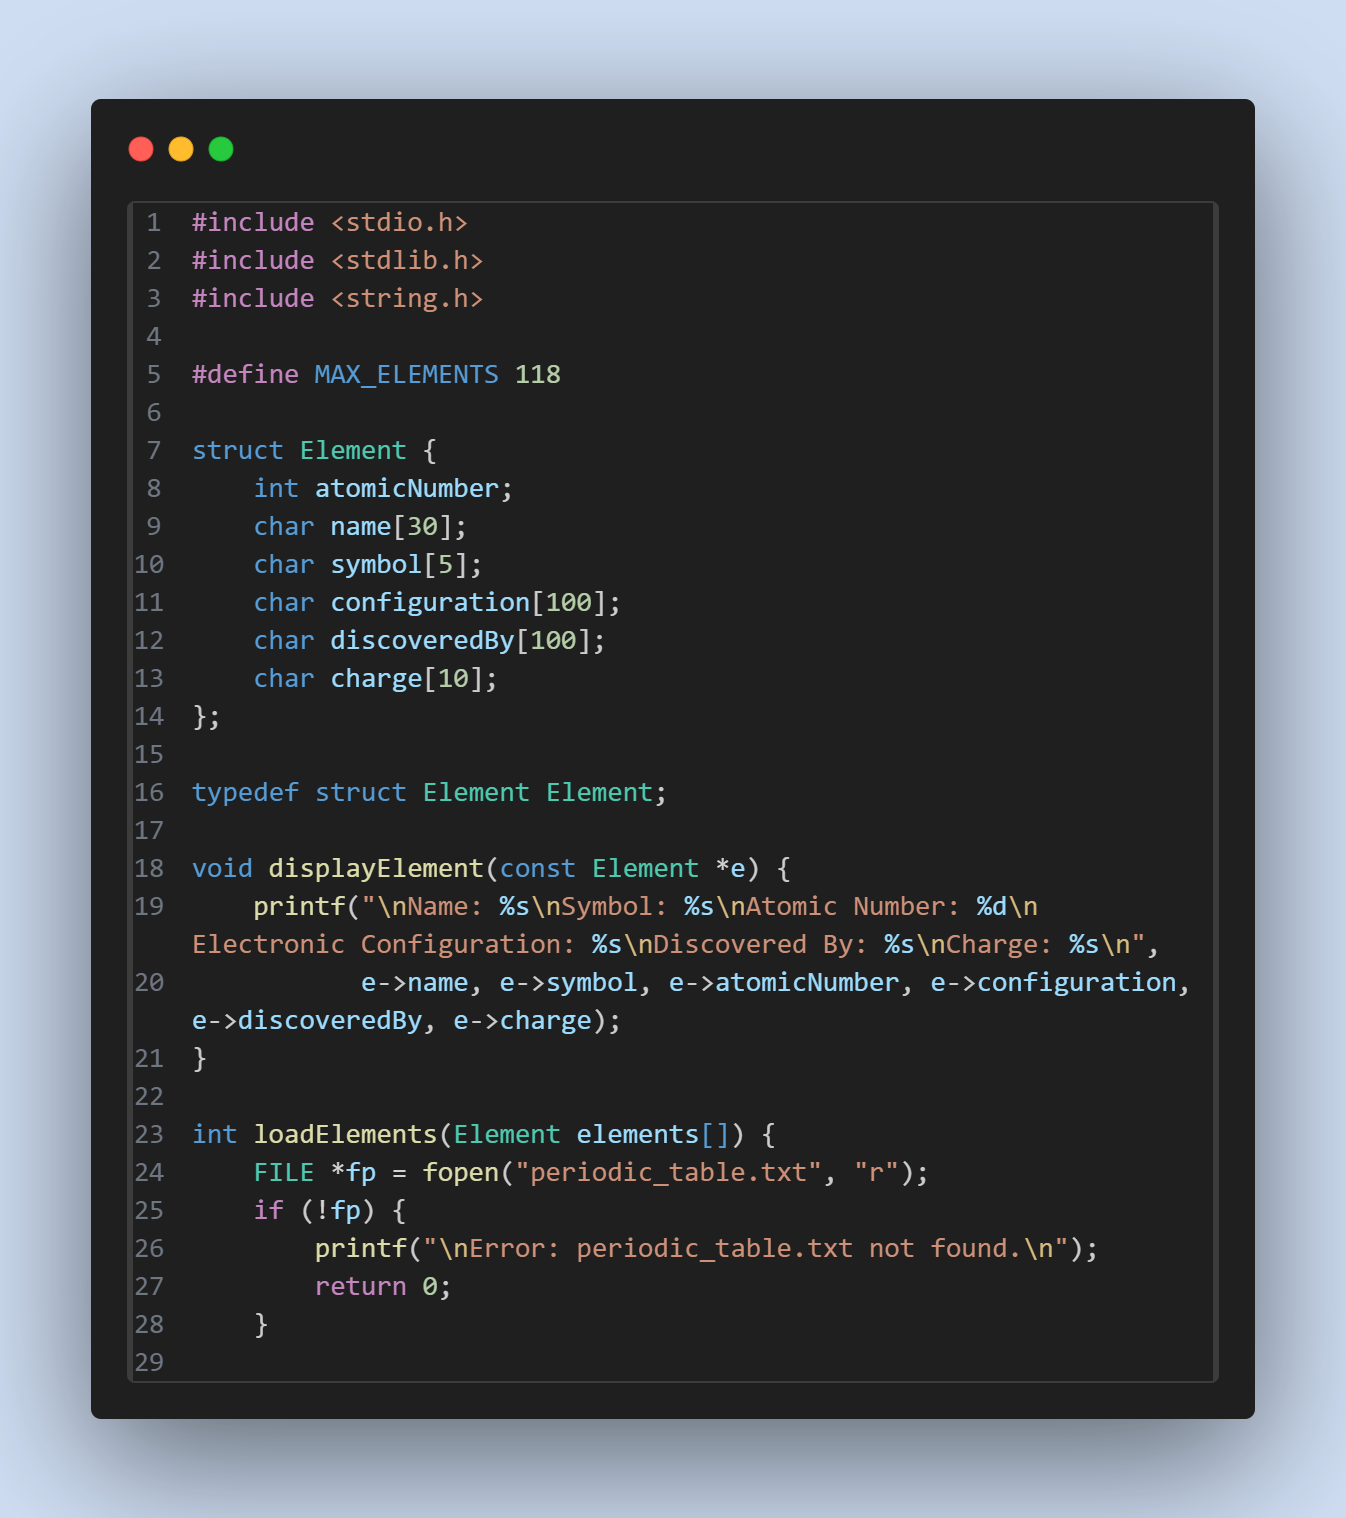 1 #include <stdio.h>
2 #include <stdlib.h>
3 #include <string.h>
4
5 #define MAX_ELEMENTS 118
6
7 struct Element {
8     int atomicNumber;
9     char name[30];
10     char symbol[5];
11     char configuration[100];
12     char discoveredBy[100];
13     char charge[10];
14 };
15
16 typedef struct Element Element;
17
18 void displayElement(const Element *e) {
19     printf("\nName: %s\nSymbol: %s\nAtomic Number: %d\n
Electronic Configuration: %s\nDiscovered By: %s\nCharge: %s\n",
20            e->name, e->symbol, e->atomicNumber, e->configuration,
e->discoveredBy, e->charge);
21 }
22
23 int loadElements(Element elements[]) {
24     FILE *fp = fopen("periodic_table.txt", "r");
25     if (!fp) {
26         printf("\nError: periodic_table.txt not found.\n");
27         return 0;
28     }
29